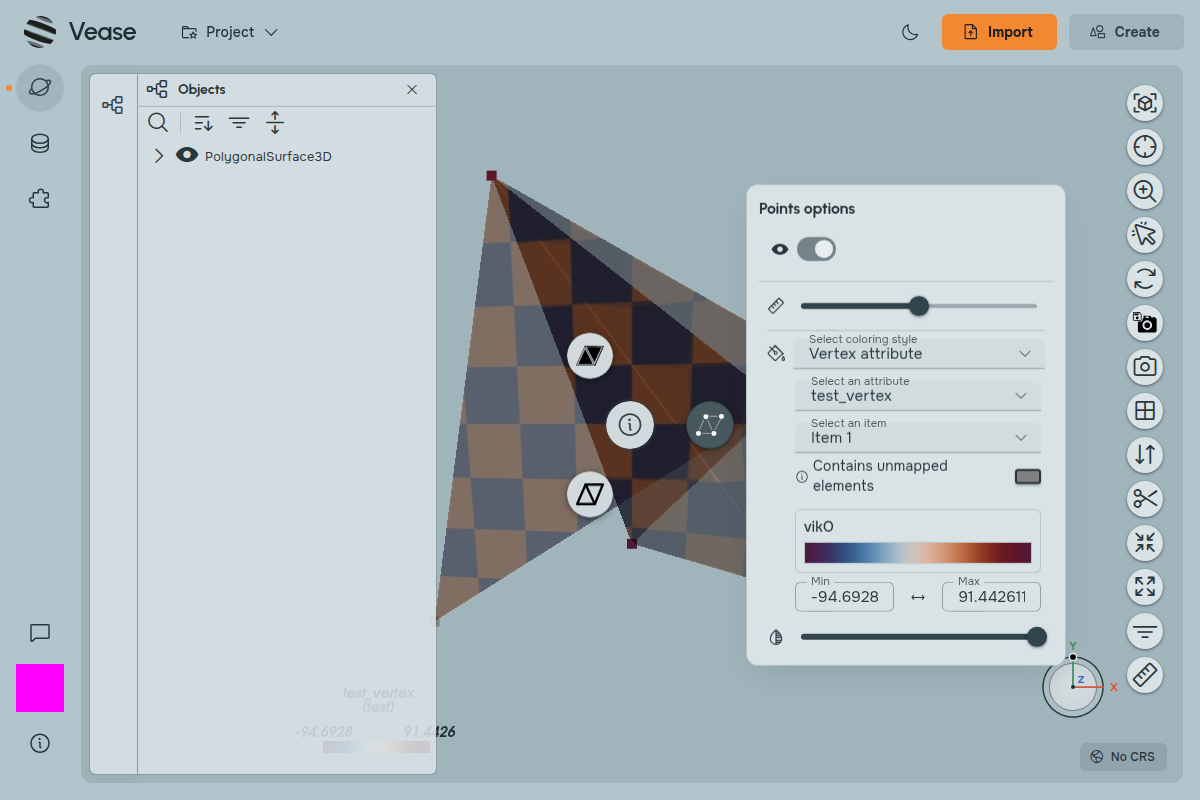 Vease
Project
Import
Create
Objects
PolygonalSurface3D
Points options
Select coloring style
Vertex attribute
Select an attribute
test_vertex
Select an item
Item 1
Contains unmapped
elements
vikO
Min
Max
-94.6928
91.442611
test_vertex
(test)
-94.6928
91.4426
Y
Z
X
No CRS